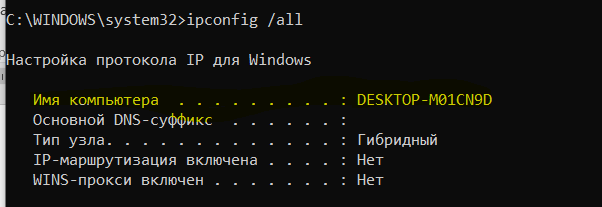 C:\WINDOWS\system32>ipconfig /all
Настройка протокола IP для Windows
Имя компьютера . . . . . . . . . : DESKTOP-M01CN9D
Основной DNS-суффикс . . . . . . :
Тип узла. . . . . . . . . . . . . : Гибридный
IP-маршрутизация включена . . . . : Нет
WINS-прокси включен . . . . . . . : Нет